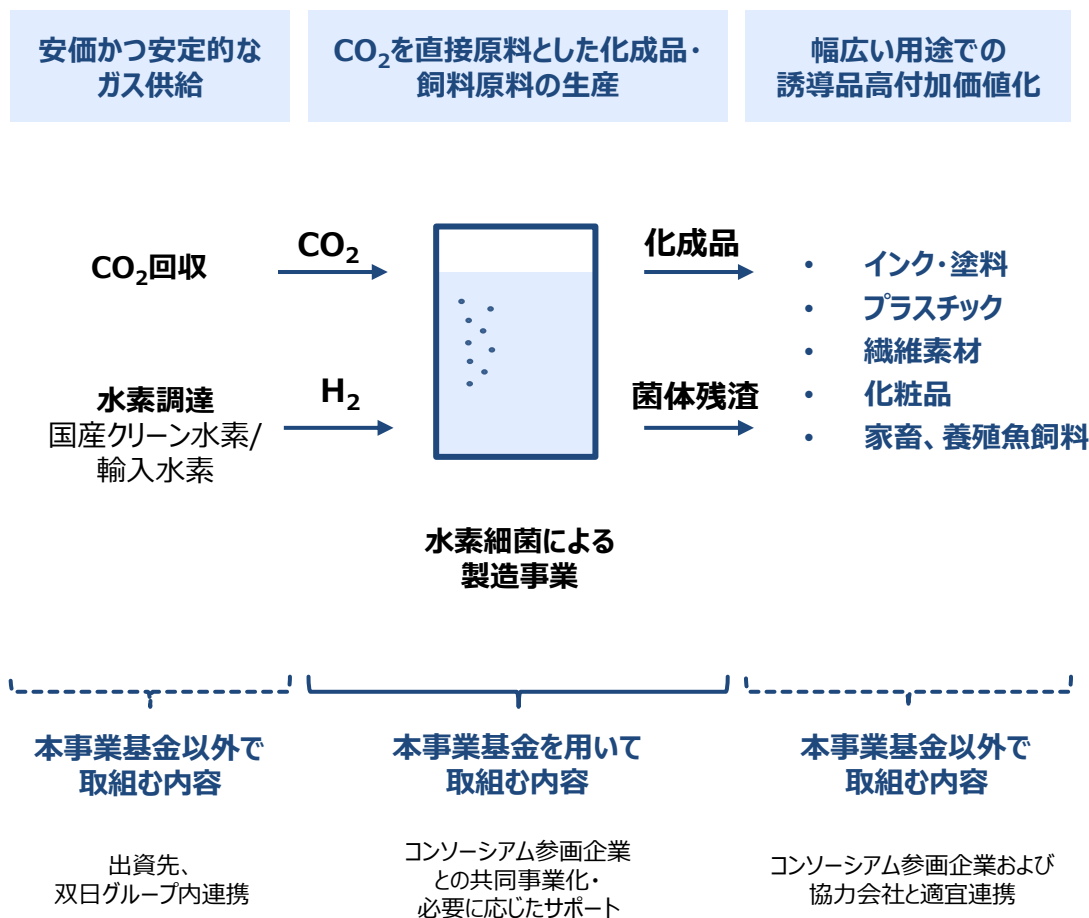 安価かつ安定的な
ガス供給
CO₂を直接原料とした化成品・
飼料原料の生産
幅広い用途での
誘導品高付加価値化
CO₂回収
CO₂
化成品
水素調達
国産クリーン水素/
輸入水素
H₂
菌体残渣
• インク・塗料
• プラスチック
• 繊維素材
• 化粧品
• 家畜、養殖魚飼料
水素細菌による
製造事業
本事業基金以外で
取組む内容
本事業基金を用いて
取組む内容
本事業基金以外で
取組む内容
出資先、
双日グループ内連携
コンソーシアム参画企業
との共同事業化・
必要に応じたサポート
コンソーシアム参画企業および
協力会社と適宜連携